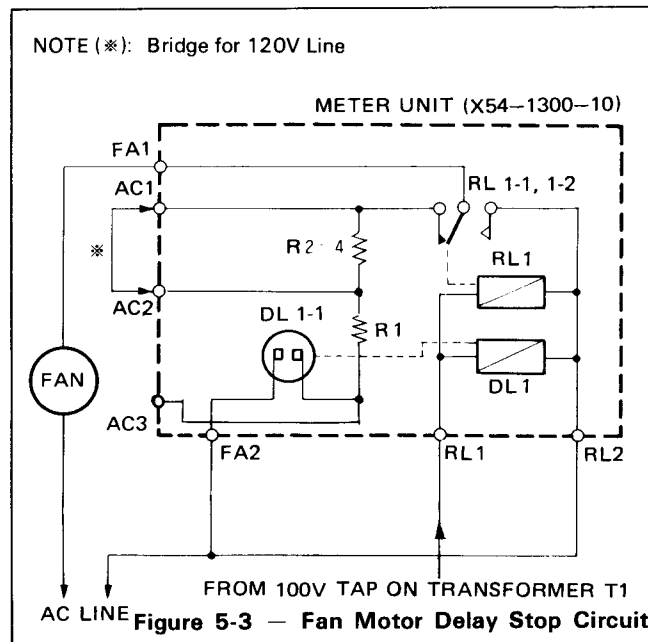 NOTE (※): Bridge for 120V Line
METER UNIT (X54-1300-10)
FA1
AC1
RL 1-1, 1-2
R2-4
※
RL1
AC2
DL 1-1
R1
FAN
DL1
AC3
FA2
RL1
RL2
FROM 100V TAP ON TRANSFORMER T1
AC LINE
Figure 5-3 — Fan Motor Delay Stop Circuit